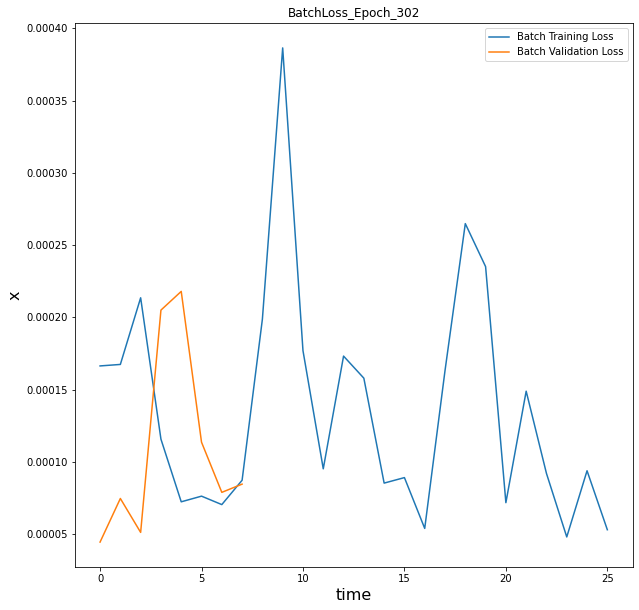 BatchLoss_Epoch_302
Batch Training Loss
Batch Validation Loss
0.00040
0.00035
0.00030
0.00025
0.00020
0.00015
0.00010
0.00005
x
0
5
10
15
20
25
time